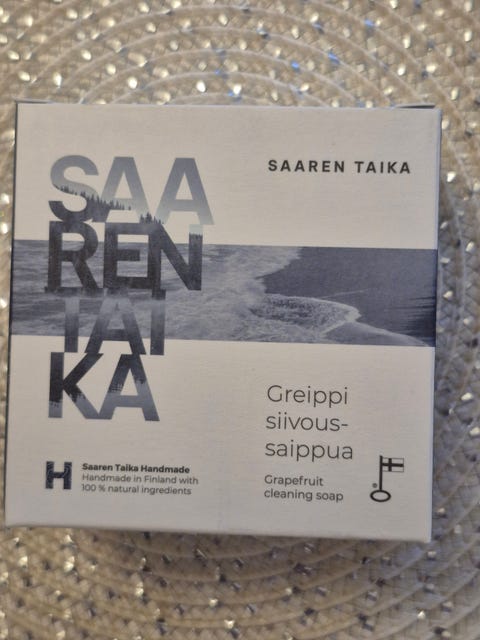 SAAREN TAIKA
SAA
REN
TAI
KA
Greippi
siivous-
saippua
Grapefruit
cleaning soap
H
Saaren Taika Handmade
Handmade in Finland with
100 % natural ingredients
®